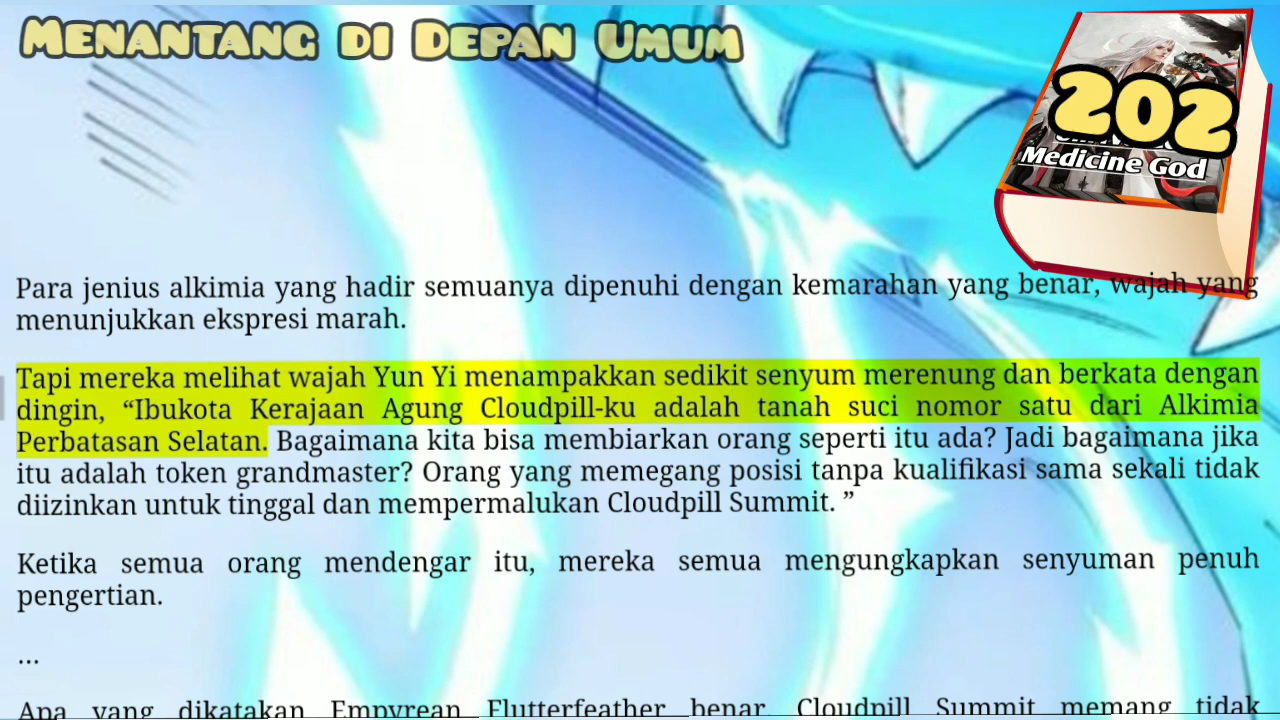 Menantang di Depan Umum
202
Medicine God
Para jenius alkimia yang hadir semuanya dipenuhi dengan kemarahan yang benar, wajah yang
menunjukkan ekspresi marah.
Tapi mereka melihat wajah Yun Yi menampakkan sedikit senyum merenung dan berkata dengan
dingin, “Ibukota Kerajaan Agung Cloudpill-ku adalah tanah suci nomor satu dari Alkimia
Perbatasan Selatan. Bagaimana kita bisa membiarkan orang seperti itu ada? Jadi bagaimana jika
itu adalah token grandmaster? Orang yang memegang posisi tanpa kualifikasi sama sekali tidak
diizinkan untuk tinggal dan mempermalukan Cloudpill Summit. ”
Ketika semua orang mendengar itu, mereka semua mengungkapkan senyuman penuh
pengertian.
...
Apa yang dikatakan Empyrean Flutterfeather benar. Cloudpill Summit memang tidak